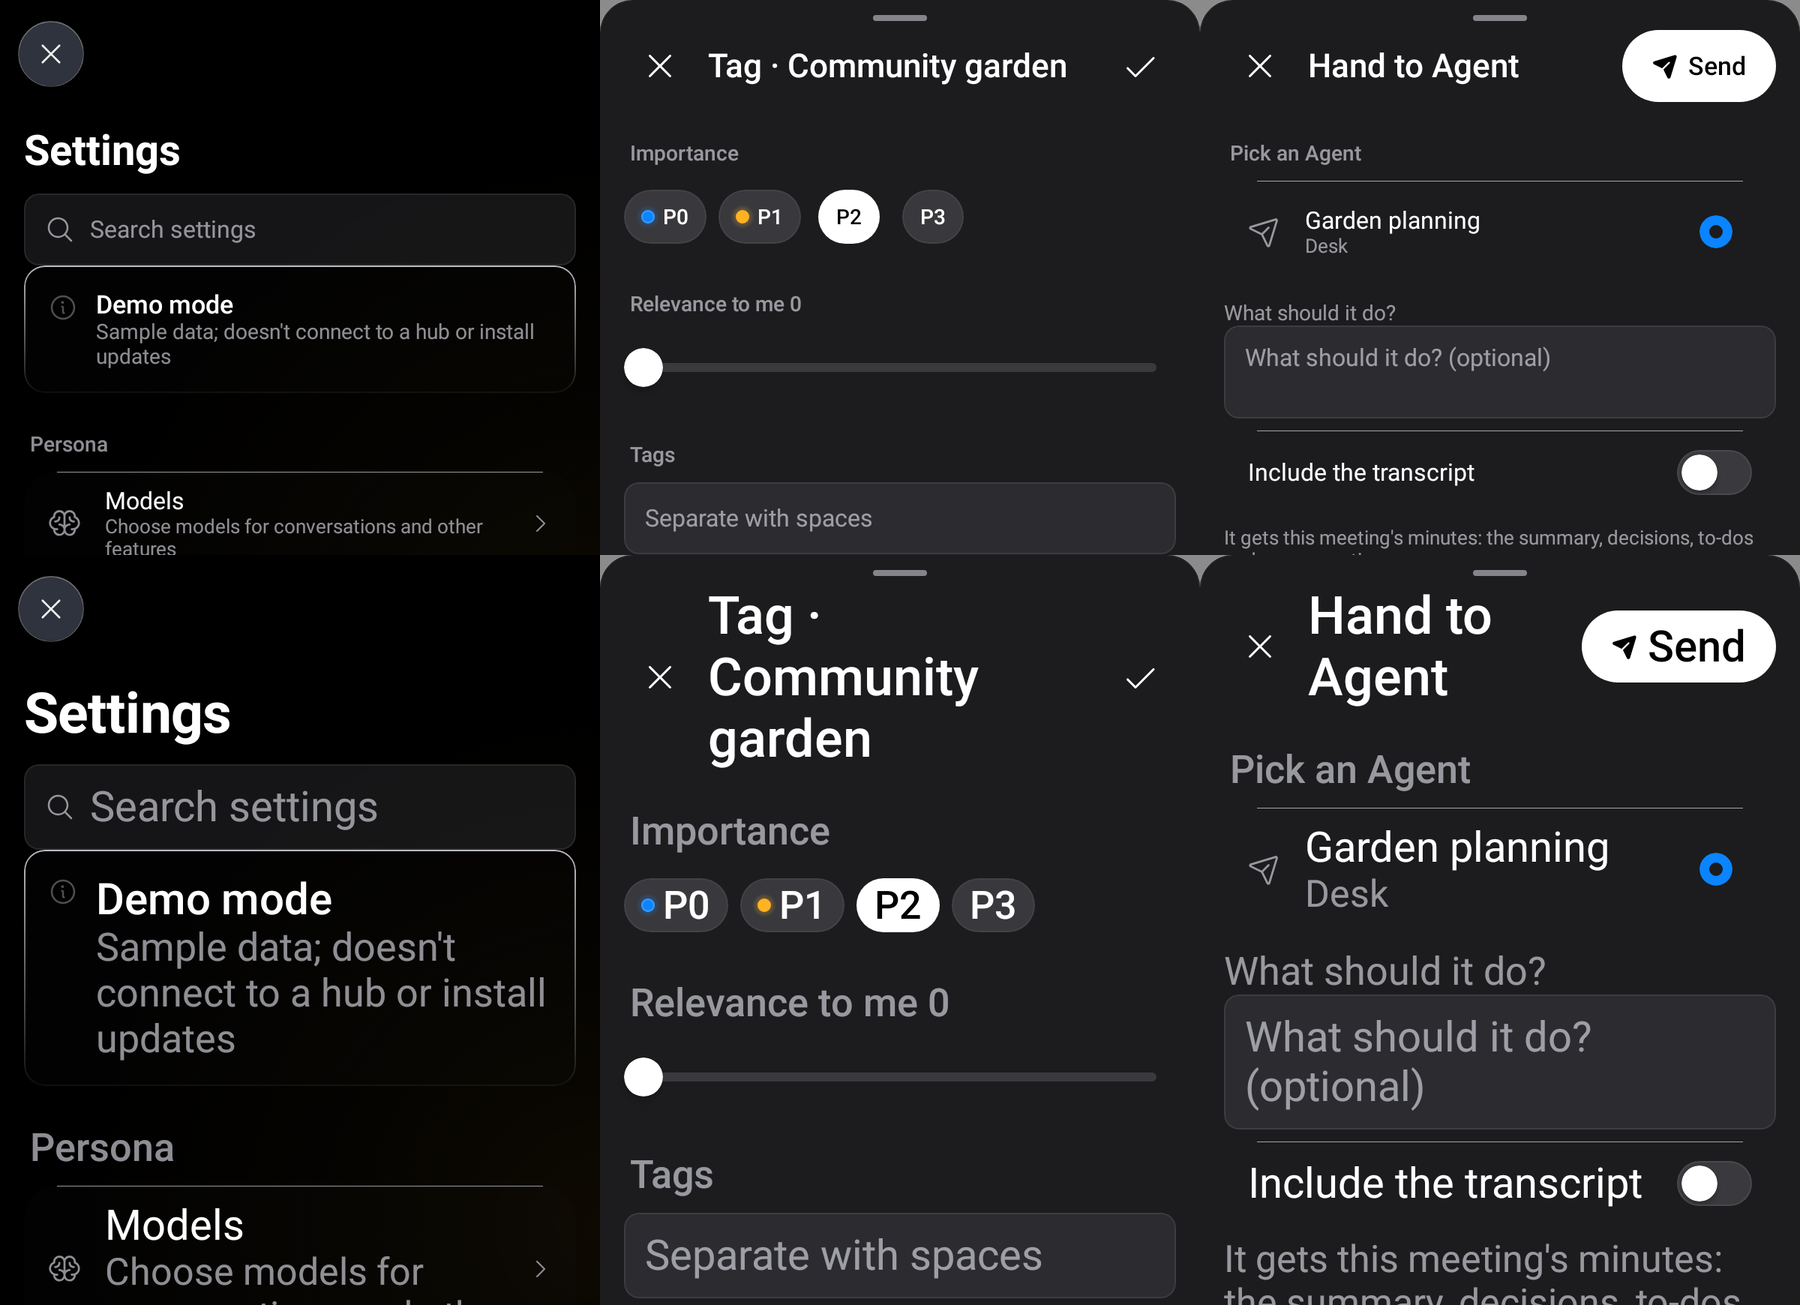 Settings
Search settings
Demo mode
Sample data; doesn't connect to a hub or install
updates
Persona
Models
Choose models for conversations and other
features
Tag · Community garden
Importance
P0 P1 P2 P3
Relevance to me 0
Tags
Separate with spaces
Hand to Agent
Send
Pick an Agent
Garden planning
Desk
What should it do?
What should it do? (optional)
Include the transcript
It gets this meeting's minutes: the summary, decisions, to-dos
Settings
Search settings
Demo mode
Sample data; doesn't
connect to a hub or install
updates
Persona
Models
Choose models for
Tag ·
Community
garden
Importance
P0 P1 P2 P3
Relevance to me 0
Tags
Separate with spaces
Hand to
Agent
Send
Pick an Agent
Garden planning
Desk
What should it do?
What should it do?
(optional)
Include the transcript
It gets this meeting's minutes:
the summary, decisions, to-dos